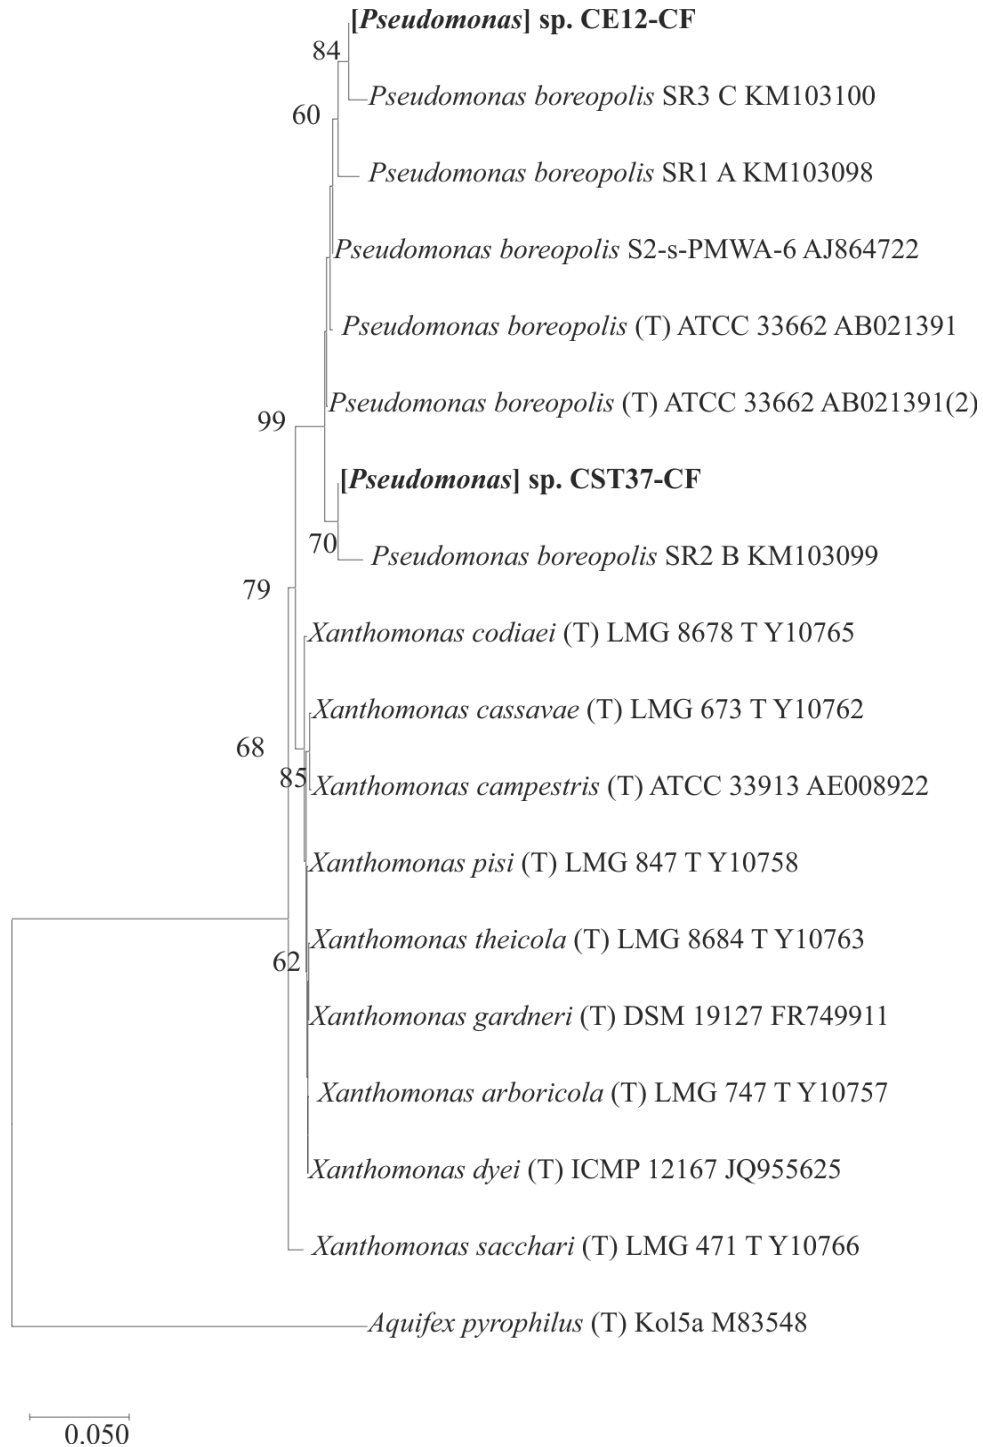 [Pseudomonas] sp. CE12-CF
84
Pseudomonas boreopolis SR3 C KM103100
60
Pseudomonas boreopolis SR1 A KM103098
Pseudomonas boreopolis S2-s-PMWA-6 AJ864722
Pseudomonas boreopolis (T) ATCC 33662 AB021391
Pseudomonas boreopolis (T) ATCC 33662 AB021391(2)
99
[Pseudomonas] sp. CST37-CF
70
Pseudomonas boreopolis SR2 B KM103099
79
Xanthomonas codiaei (T) LMG 8678 T Y10765
Xanthomonas cassavae (T) LMG 673 T Y10762
68
85
Xanthomonas campestris (T) ATCC 33913 AE008922
Xanthomonas pisi (T) LMG 847 T Y10758
Xanthomonas theicola (T) LMG 8684 T Y10763
62
Xanthomonas gardneri (T) DSM 19127 FR749911
Xanthomonas arboricola (T) LMG 747 T Y10757
Xanthomonas dyei (T) ICMP 12167 JQ955625
Xanthomonas sacchari (T) LMG 471 T Y10766
Aquifex pyrophilus (T) Kol5a M83548
0.050